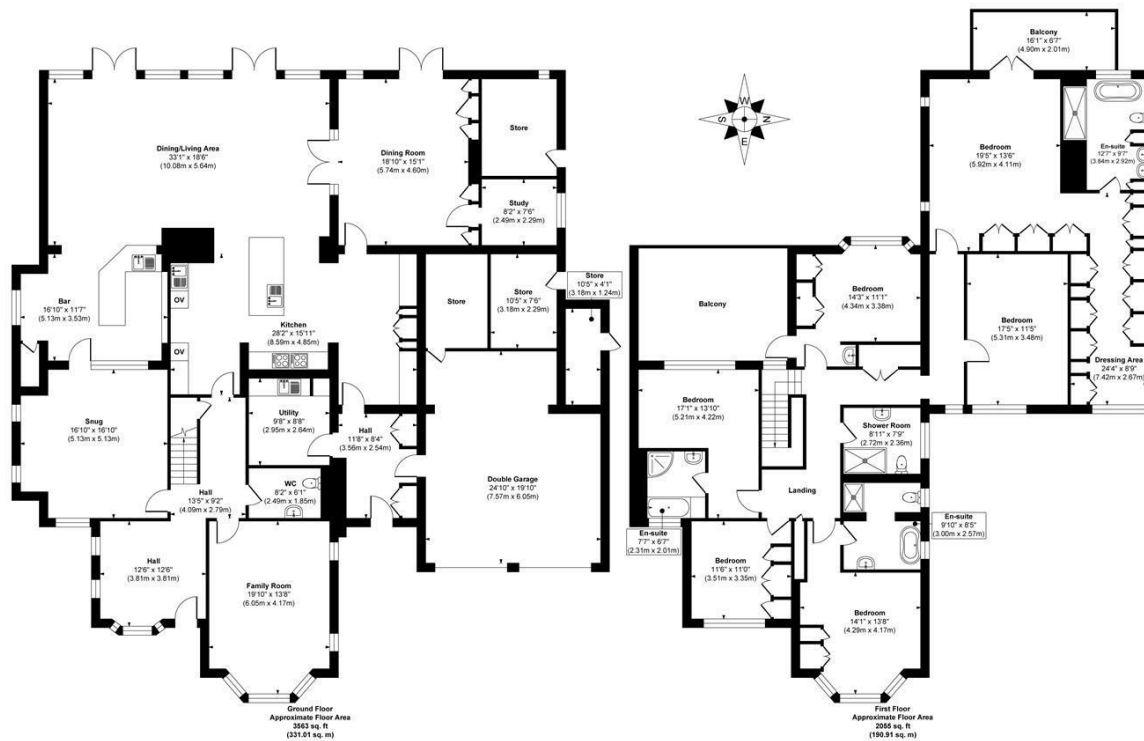 Dining/Living Area
33'1" x 18'6"
(10.08m x 5.64m)
Dining Room
18'10" x 15'1"
(5.74m x 4.60m)
Store
Study
8'2" x 7'6"
(2.49m x 2.29m)
Bar
16'10" x 11'7"
(5.13m x 3.53m)
OV
OV
Kitchen
28'2" x 15'11"
(8.59m x 4.85m)
Store
Store
10'5" x 7'6"
(3.18m x 2.29m)
Store
10'5" x 4'1"
(3.18m x 1.24m)
Snug
16'10" x 16'10"
(5.13m x 5.13m)
Utility
9'8" x 8'8"
(2.95m x 2.64m)
Hall
11'8" x 8'4"
(3.56m x 2.54m)
WC
8'2" x 6'1"
(2.49m x 1.85m)
Hall
13'5" x 9'2"
(4.09m x 2.79m)
Double Garage
24'10" x 19'10"
(7.57m x 6.05m)
Hall
12'6" x 12'6"
(3.81m x 3.81m)
Family Room
19'10" x 13'8"
(6.05m x 4.17m)
Ground Floor
Approximate Floor Area
3563 sq. ft
(331.01 sq. m)
W
S
N
E
Balcony
16'1" x 6'7"
(4.90m x 2.01m)
Bedroom
19'5" x 13'6"
(5.92m x 4.11m)
En-suite
12'7" x 9'7"
(3.84m x 2.92m)
Balcony
Bedroom
14'3" x 11'1"
(4.34m x 3.38m)
Bedroom
17'5" x 11'5"
(5.31m x 3.48m)
Dressing Area
24'4" x 8'9"
(7.42m x 2.67m)
Bedroom
17'1" x 13'10"
(5.21m x 4.22m)
Shower Room
8'11" x 7'9"
(2.72m x 2.36m)
Landing
En-suite
9'10" x 8'5"
(3.00m x 2.57m)
En-suite
7'7" x 6'7"
(2.31m x 2.01m)
Bedroom
11'6" x 11'0"
(3.51m x 3.35m)
Bedroom
14'1" x 13'8"
(4.29m x 4.17m)
First Floor
Approximate Floor Area
2055 sq. ft
(190.91 sq. m)